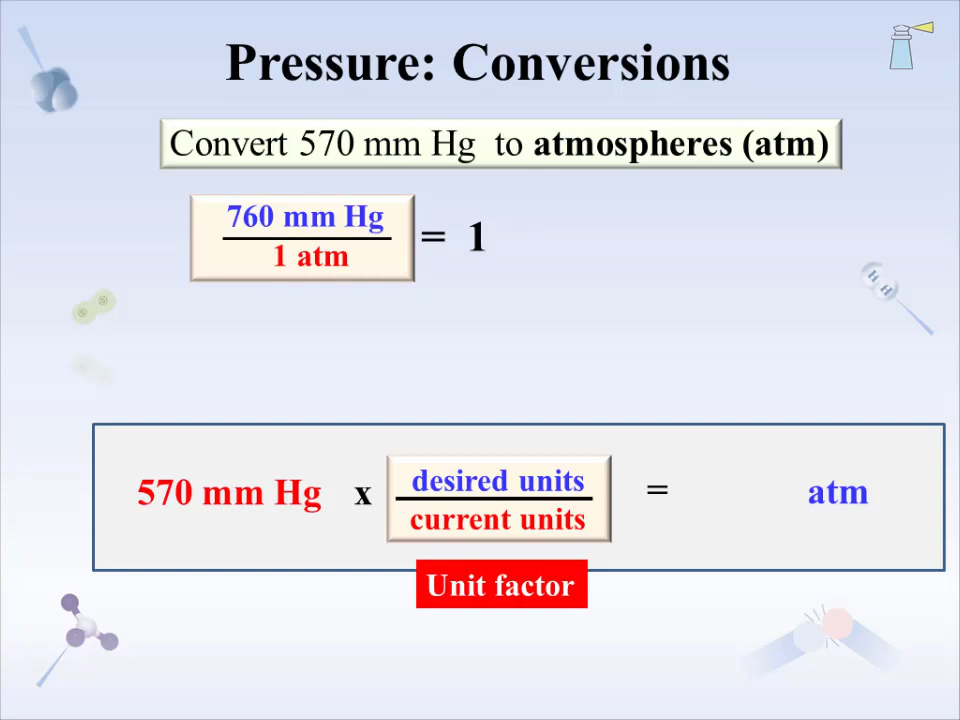 Pressure: Conversions
Convert 570 mm Hg to atmospheres (atm)
760 mm Hg
1 atm
= 1
H H
570 mm Hg x
desired units
current units
= atm
Unit factor